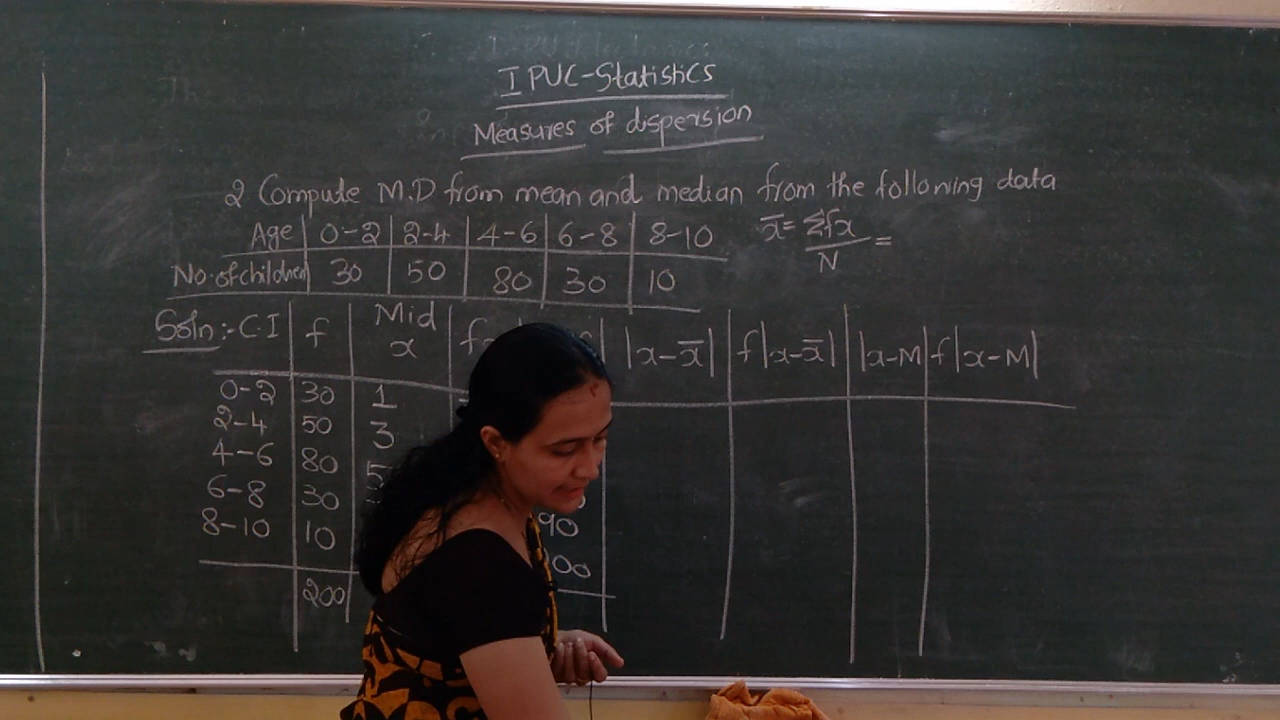 I PUC-Statistics
Measures of dispersion
2 Compute M.D from mean and median from the following data
Age 0-2 2-4 4-6 6-8 8-10
No. of children 30 50 80 30 10
x̄ = Σfx / N =
Soln:- C.I f Mid x |x-x̄| f|x-x̄| |x-M| f|x-M|
0-2 30 1
2-4 50 3
4-6 80 5
6-8 30 90
8-10 10
200